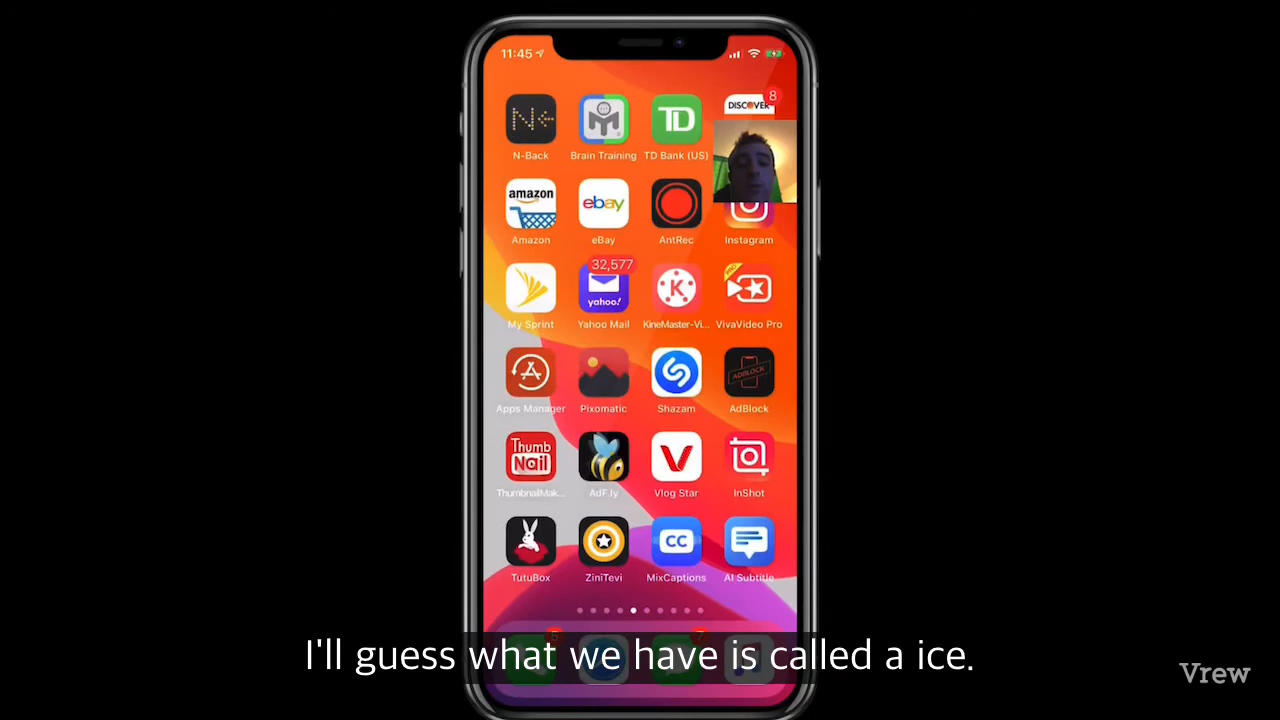 11:45
DISCOVER
8
N
TD
N-Back
Brain Training
TD Bank (US)
amazon
ebay
Amazon
eBay
AntRec
Instagram
32,577
yahoo!
K
PRO
My Sprint
Yahoo Mail
KineMaster-Vi...
VivaVideo Pro
ADBLOCK
Apps Manager
Pixomatic
Shazam
AdBlock
Thumb
Nail
ThumbnailMak...
AdF.ly
Vlog Star
InShot
CC
TutuBox
ZiniTevi
MixCaptions
AI Subtitle
I'll guess what we have is called a ice.
Vrew